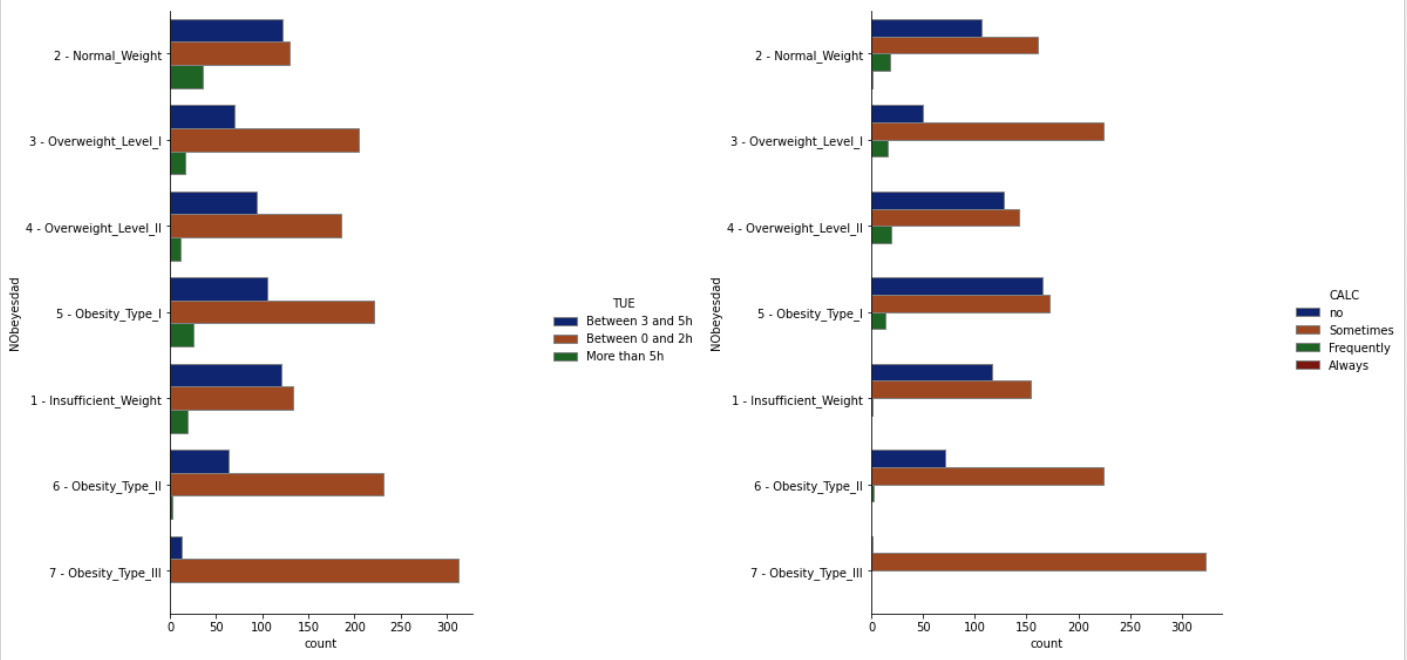 NObeyesdad
2 - Normal_Weight
3 - Overweight_Level_I
4 - Overweight_Level_II
5 - Obesity_Type_I
1 - Insufficient_Weight
6 - Obesity_Type_II
7 - Obesity_Type_III
0 50 100 150 200 250 300
count
TUE
Between 3 and 5h
Between 0 and 2h
More than 5h
NObeyesdad
2 - Normal_Weight
3 - Overweight_Level_I
4 - Overweight_Level_II
5 - Obesity_Type_I
1 - Insufficient_Weight
6 - Obesity_Type_II
7 - Obesity_Type_III
0 50 100 150 200 250 300
count
CALC
no
Sometimes
Frequently
Always